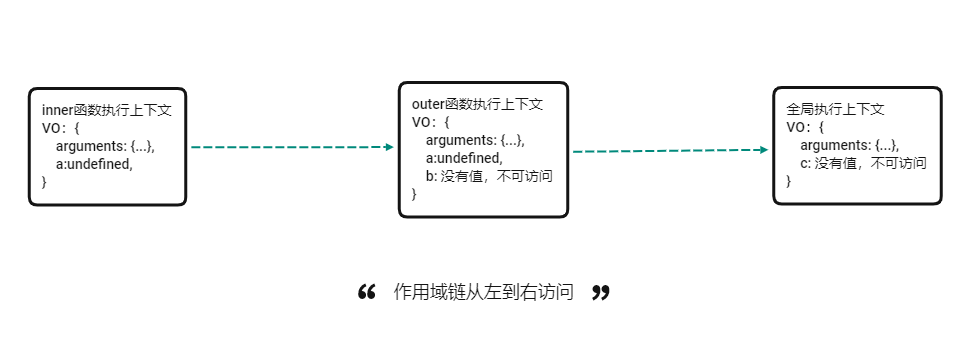 inner函数执行上下文
VO：{
arguments: {...},
a:undefined,
}
outer函数执行上下文
VO：{
arguments: {...},
a:undefined,
b: 没有值，不可访问
}
全局执行上下文
VO：{
arguments: {...},
c: 没有值，不可访问
}
“ 作用域链从左到右访问 ”